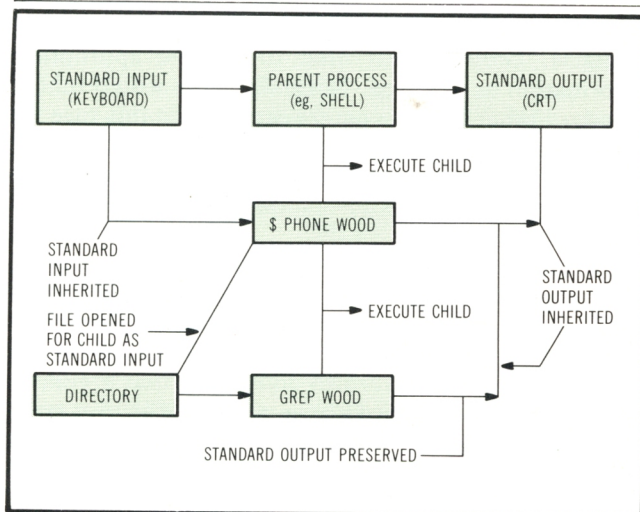 STANDARD INPUT
(KEYBOARD)
PARENT PROCESS
(eg, SHELL)
STANDARD OUTPUT
(CRT)
EXECUTE CHILD
$ PHONE WOOD
STANDARD
INPUT
INHERITED
STANDARD
OUTPUT
INHERITED
EXECUTE CHILD
FILE OPENED
FOR CHILD AS
STANDARD INPUT
DIRECTORY
GREP WOOD
STANDARD OUTPUT PRESERVED